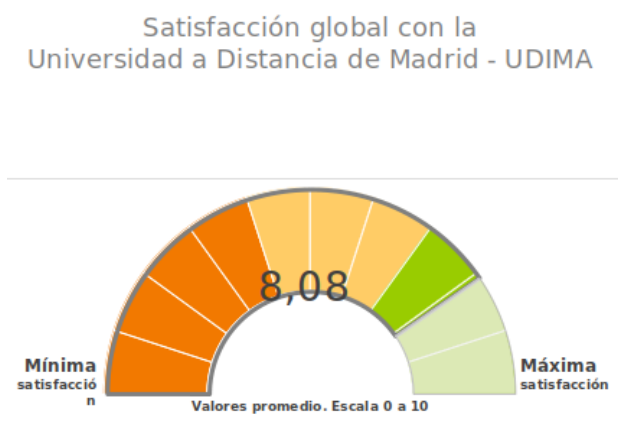 Satisfacción global con la
Universidad a Distancia de Madrid - UDIMA
8,08
Mínima
satisfacció
n
Máxima
satisfacción
Valores promedio. Escala 0 a 10